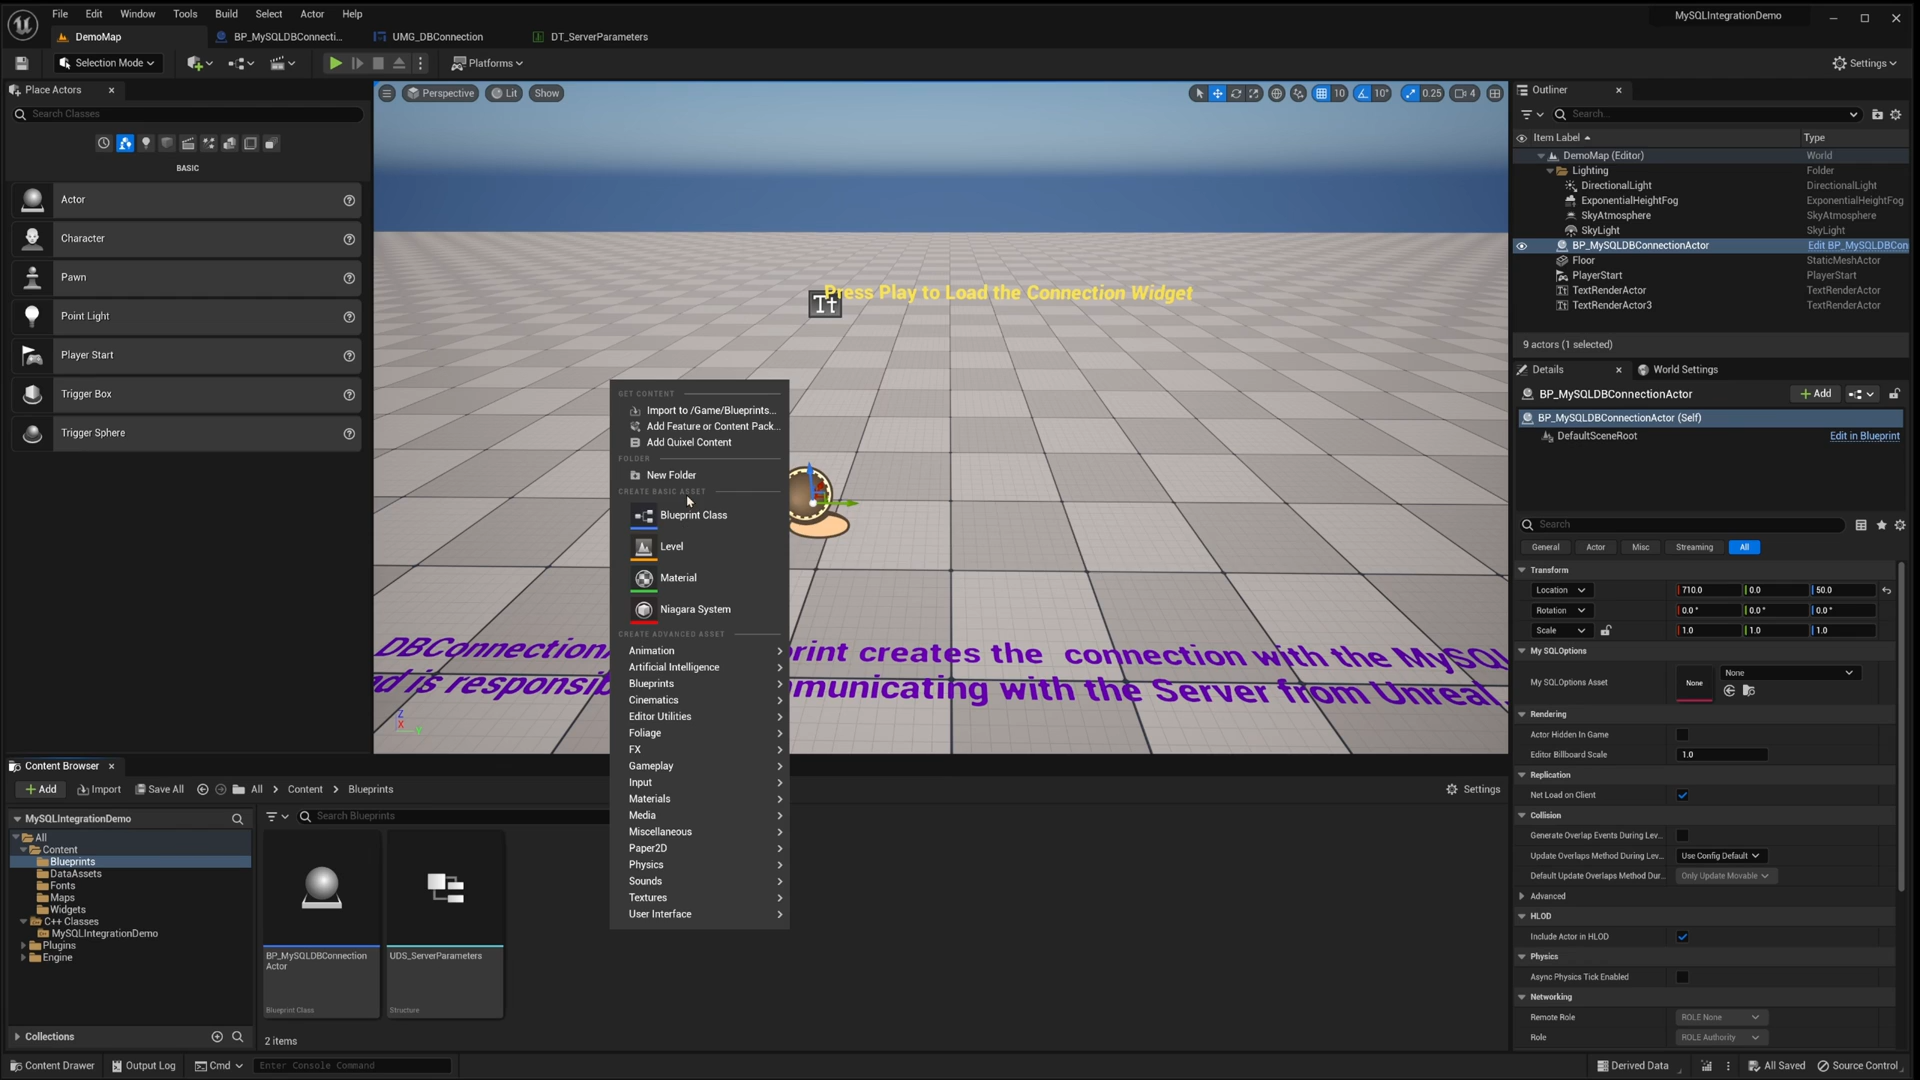 File Edit Window Tools Build Select Actor Help
MySQLIntegrationDemo
DemoMap BP_MySQLDBConnecti... UMG_DBConnection DT_ServerParameters
Selection Mode Platforms Settings
Place Actors
Search Classes
BASIC
Actor
Character
Pawn
Point Light
Player Start
Trigger Box
Trigger Sphere
Perspective Lit Show
10 10° 0.25 4
Press Play to Load the Connection Widget
print creates the connection with the MySQL
mmunicating with the Server from Unreal.
Z
X
Y
GET CONTENT
Import to /Game/Blueprints...
Add Feature or Content Pack...
Add Quixel Content
FOLDER
New Folder
CREATE BASIC ASSET
Blueprint Class
Level
Material
Niagara System
CREATE ADVANCED ASSET
Animation
Artificial Intelligence
Blueprints
Cinematics
Editor Utilities
Foliage
FX
Gameplay
Input
Materials
Media
Miscellaneous
Paper2D
Physics
Sounds
Textures
User Interface
Outliner
Search...
Item Label Type
DemoMap (Editor) World
Lighting Folder
DirectionalLight DirectionalLight
ExponentialHeightFog ExponentialHeightFog
SkyAtmosphere SkyAtmosphere
SkyLight SkyLight
BP_MySQLDBConnectionActor Edit BP_MySQLDBCon
Floor StaticMeshActor
PlayerStart PlayerStart
TextRenderActor TextRenderActor
TextRenderActor3 TextRenderActor
9 actors (1 selected)
Details World Settings
BP_MySQLDBConnectionActor Add
BP_MySQLDBConnectionActor (Self)
DefaultSceneRoot Edit in Blueprint
Search
General Actor Misc Streaming All
Transform
Location 710.0 0.0 50.0
Rotation 0.0° 0.0° 0.0°
Scale 1.0 1.0 1.0
My SQLOptions
My SQLOptions Asset None None
Rendering
Actor Hidden In Game
Editor Billboard Scale 1.0
Replication
Net Load on Client
Collision
Generate Overlap Events During Lev...
Update Overlaps Method During Lev... Use Config Default
Default Update Overlaps Method Dur... Only Update Movable
Advanced
HLOD
Include Actor in HLOD
Physics
Async Physics Tick Enabled
Networking
Remote Role ROLE None
Role ROLE Authority
Content Browser
Add Import Save All All Content Blueprints Settings
MySQLIntegrationDemo
Search Blueprints
All
Content
Blueprints
DataAssets
Fonts
Maps
Widgets
C++ Classes
MySQLIntegrationDemo
Plugins
Engine
BP_MySQLDBConnection
Actor
Blueprint Class
UDS_ServerParameters
Structure
Collections
2 items
Content Drawer Output Log Cmd Enter Console Command Derived Data All Saved Source Control